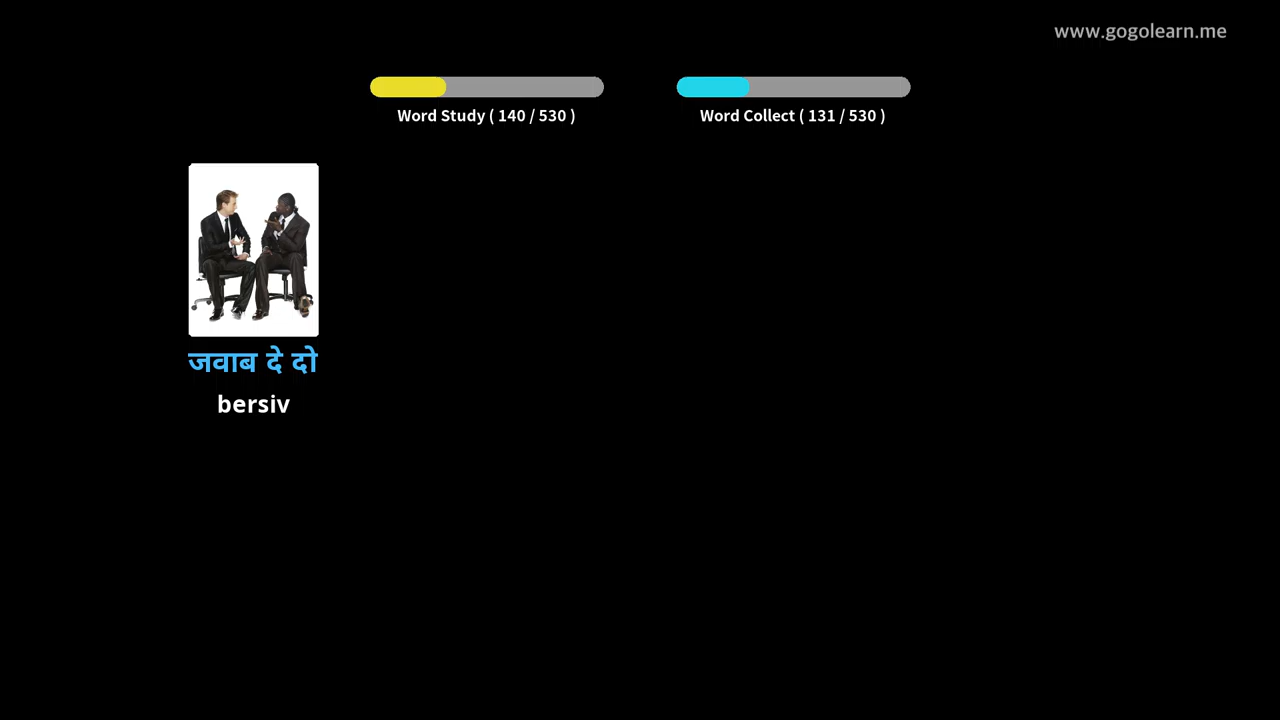 www.gogolearn.me
Word Study ( 140 / 530 )
Word Collect ( 131 / 530 )
जवाब दे दो
bersiv